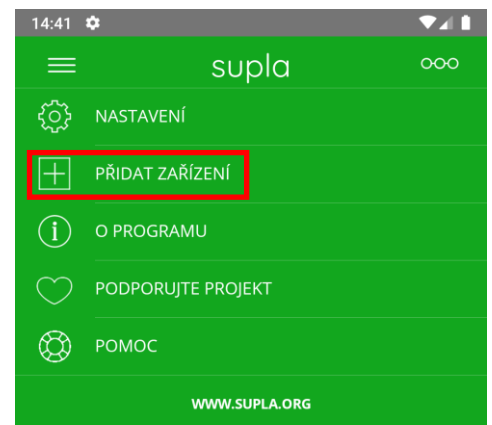 14:41
supla
NASTAVENÍ
PŘIDAT ZAŘÍZENÍ
O PROGRAMU
PODPORUJTE PROJEKT
POMOC
WWW.SUPLA.ORG